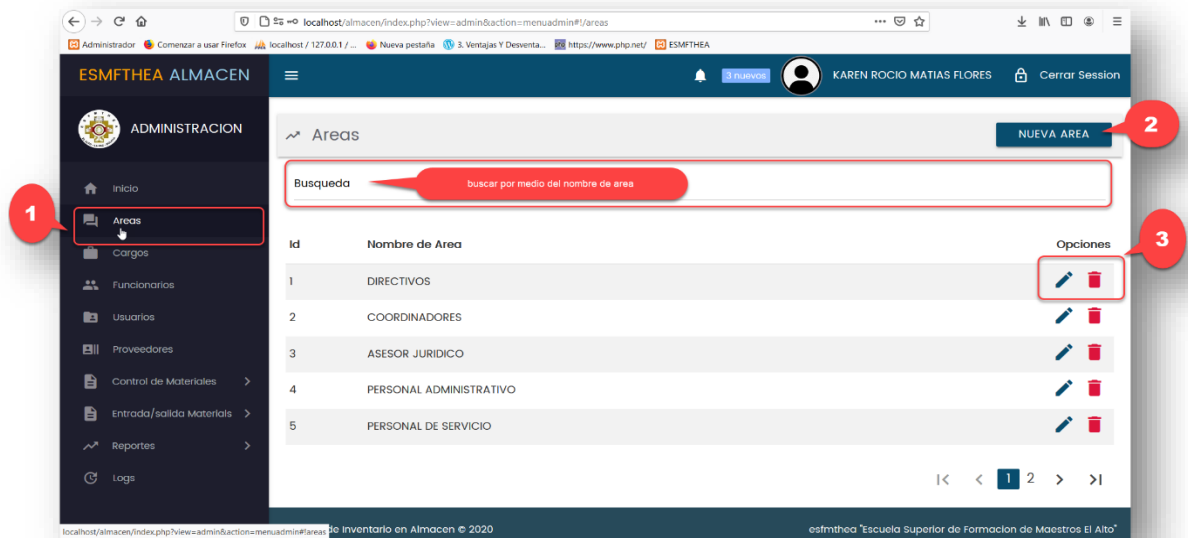 localhost/almacen/index.php?view=admin&action=menuadmin#!/areas
Administrador Comenzar a usar Firefox localhost / 127.0.0.1 / ... Nueva pestaña 3. Ventajas Y Desventa... https://www.php.net/ ESMFTHEA
ESMFTHEA ALMACEN
3 nuevos
KAREN ROCIO MATIAS FLORES
Cerrar Session
ADMINISTRACION
Areas
NUEVA AREA
2
Busqueda
buscar por medio del nombre de area
Inicio
1
Areas
Cargos
Funcionarios
Usuarios
Proveedores
Control de Materiales
Entrada/salida Materials
Reportes
Logs
Id Nombre de Area Opciones
3
1 DIRECTIVOS
2 COORDINADORES
3 ASESOR JURIDICO
4 PERSONAL ADMINISTRATIVO
5 PERSONAL DE SERVICIO
1 2
localhost/almacen/index.php?view=admin&action=menuadmin#!areas
de Inventario en Almacen © 2020
esfmthea "Escuela Superior de Formacion de Maestros El Alto"